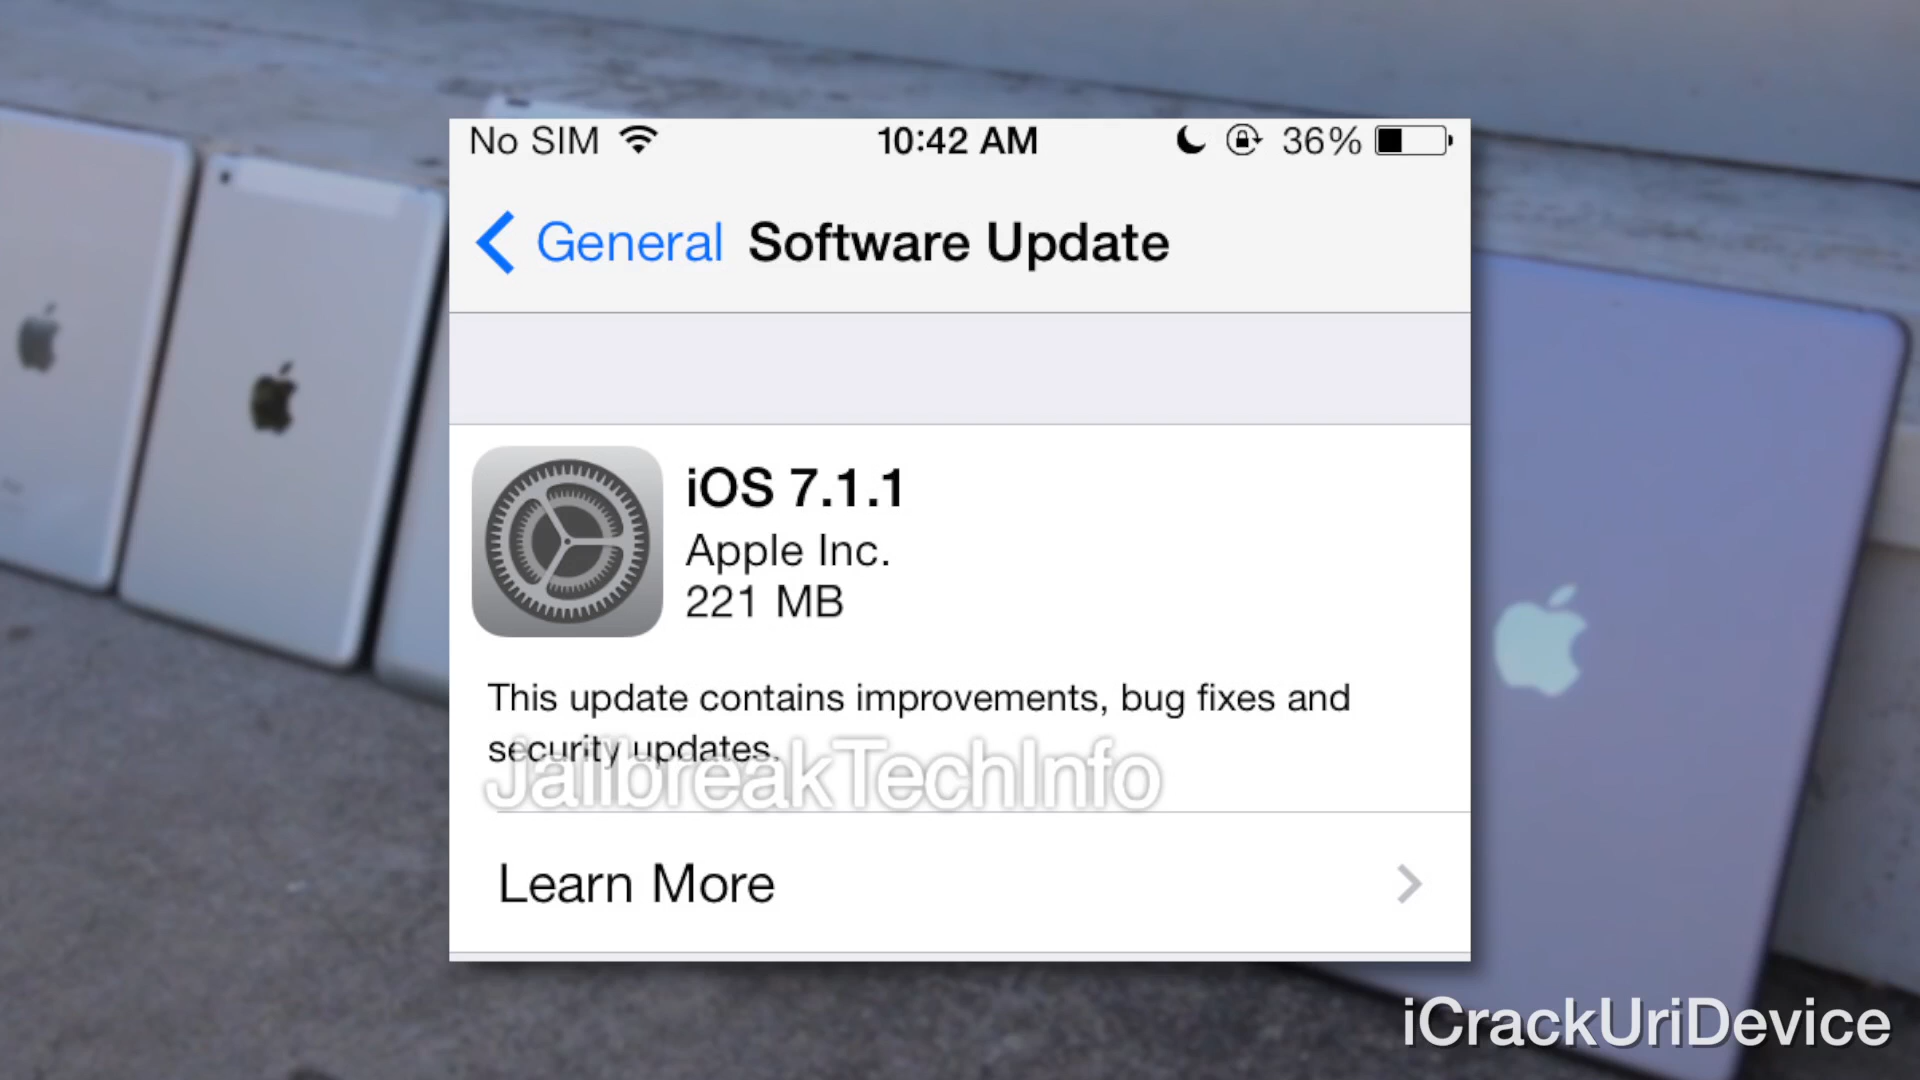 No SIM 10:42 AM 36%
General Software Update
iOS 7.1.1
Apple Inc.
221 MB
This update contains improvements, bug fixes and
security updates.
JailbreakTechInfo
Learn More
iCrackUriDevice